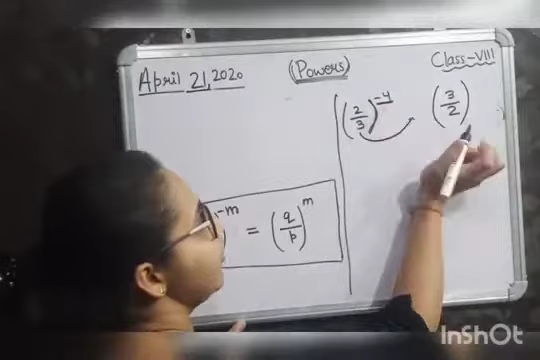 April 21, 2020
(Powers)
Class-VIII
(2/3)^-4
(3/2)
)^-m = (q/p)^m
InShOt